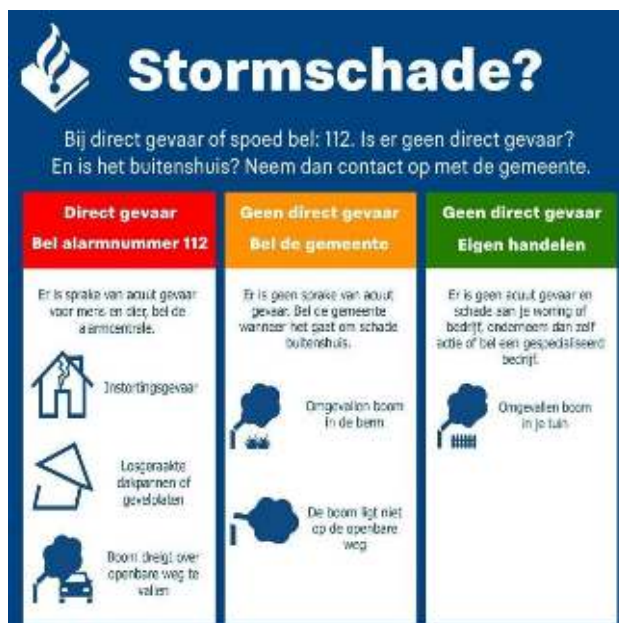 Stormschade?
Bij direct gevaar of spoed bel: 112. Is er geen direct gevaar?
En is het buitenshuis? Neem dan contact op met de gemeente.
Direct gevaar
Bel alarmnummer 112
Er is sprake van acuut gevaar
voor mens en dier, bel de
alarmcentrale.
Instortingsgevaar
Losgeraakte
dakpannen of
gevelplaten
Boom dreigt over
openbare weg te
vallen
Geen direct gevaar
Bel de gemeente
Er is geen sprake van acuut
gevaar. Bel de gemeente
wanneer het gaat om schade
buitenshuis.
Omgevallen boom
in de berm
De boom ligt niet
op de openbare
weg
Geen direct gevaar
Eigen handelen
Er is geen acuut gevaar en
schade aan je woning of
bedrijf, onderneem dan zelf
actie of bel een gespecialiseerd
bedrijf.
Omgevallen boom
in je tuin